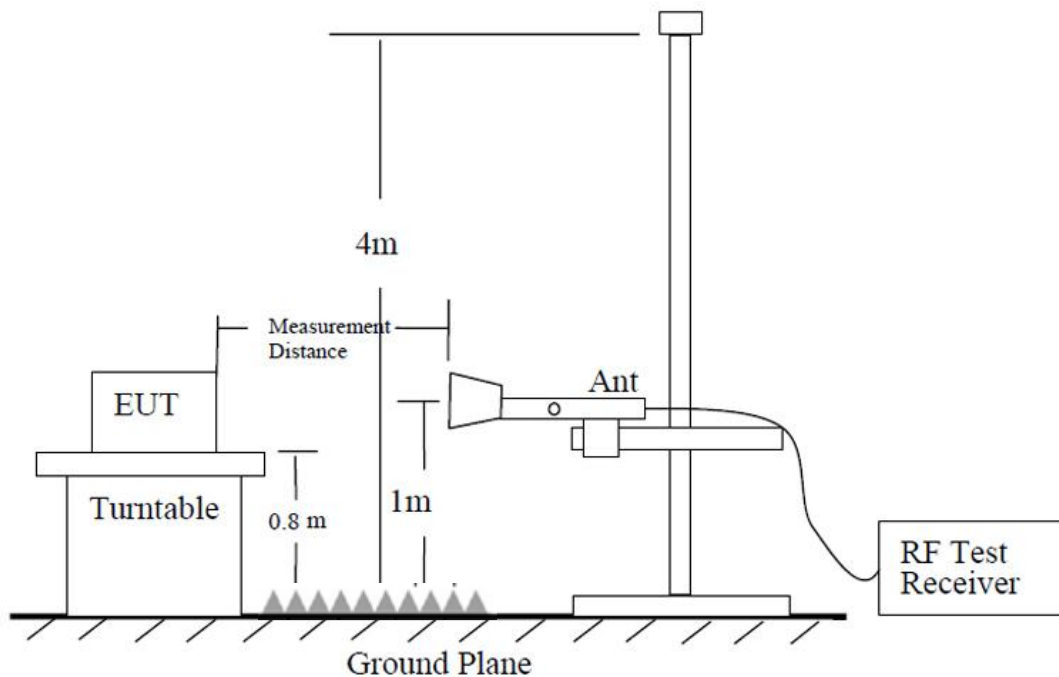 4m
Measurement
Distance
EUT
Ant
Turntable
0.8 m
1m
RF Test
Receiver
Ground Plane